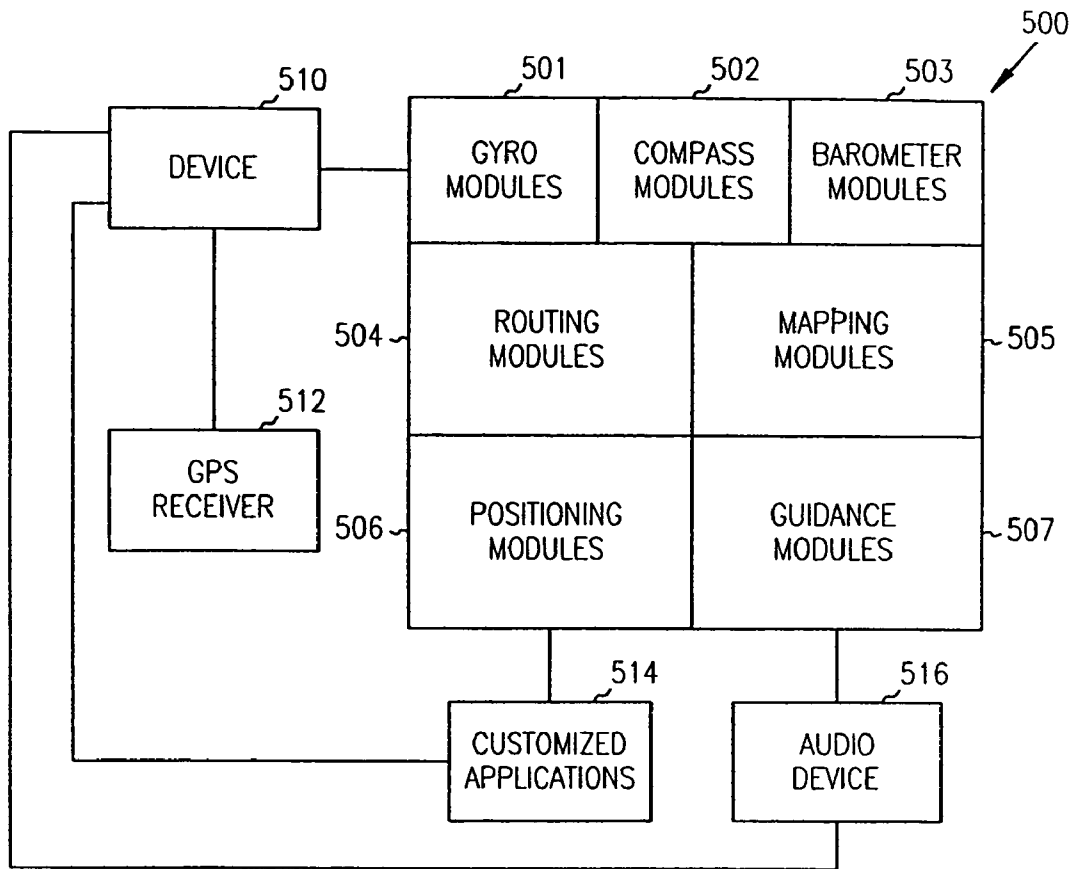 500
501
502
503
510
DEVICE
GYRO
MODULES
COMPASS
MODULES
BAROMETER
MODULES
504
ROUTING
MODULES
MAPPING
MODULES
505
512
GPS
RECEIVER
506
POSITIONING
MODULES
GUIDANCE
MODULES
507
514
CUSTOMIZED
APPLICATIONS
516
AUDIO
DEVICE